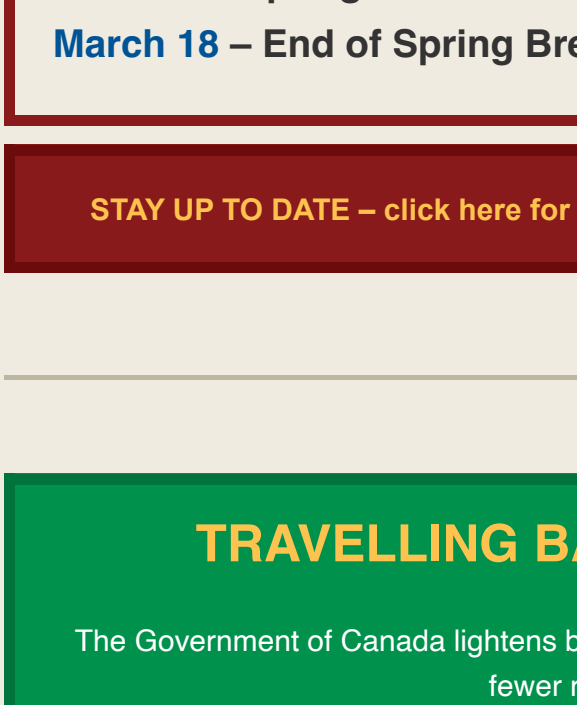 March 18 – End of Spring
STAY UP TO DATE – click here for
TRAVELLING
The Government of Canada lightens
fewer